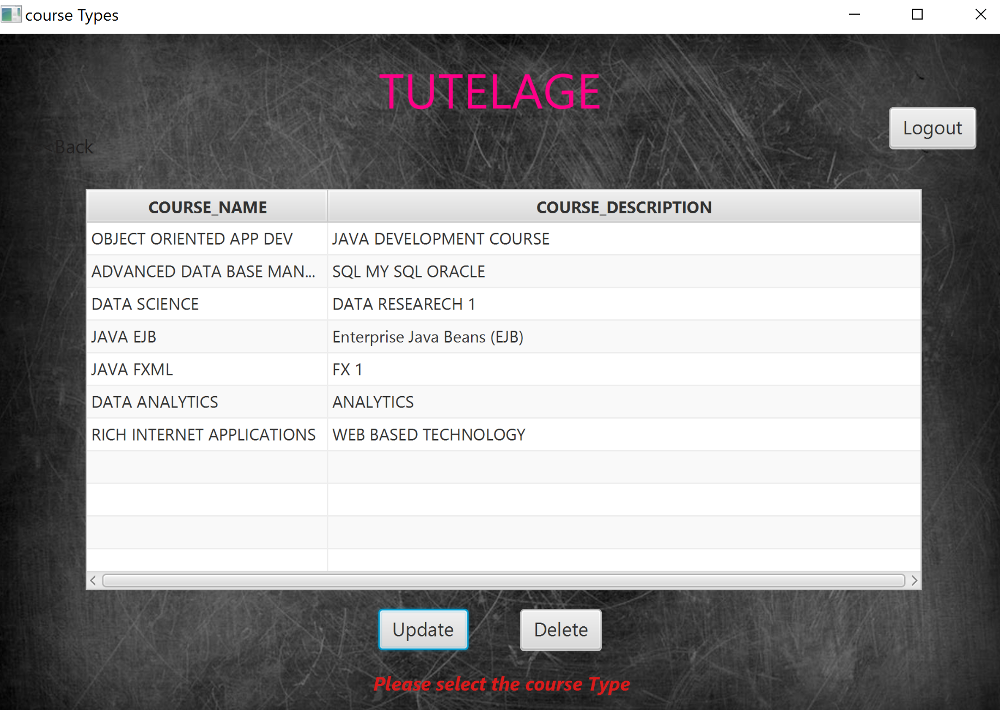 course Types
TUTELAGE
Logout
<Back
COURSE_NAME COURSE_DESCRIPTION
OBJECT ORIENTED APP DEV JAVA DEVELOPMENT COURSE
ADVANCED DATA BASE MAN... SQL MY SQL ORACLE
DATA SCIENCE DATA RESEARECH 1
JAVA EJB Enterprise Java Beans (EJB)
JAVA FXML FX 1
DATA ANALYTICS ANALYTICS
RICH INTERNET APPLICATIONS WEB BASED TECHNOLOGY
Update Delete
Please select the course Type